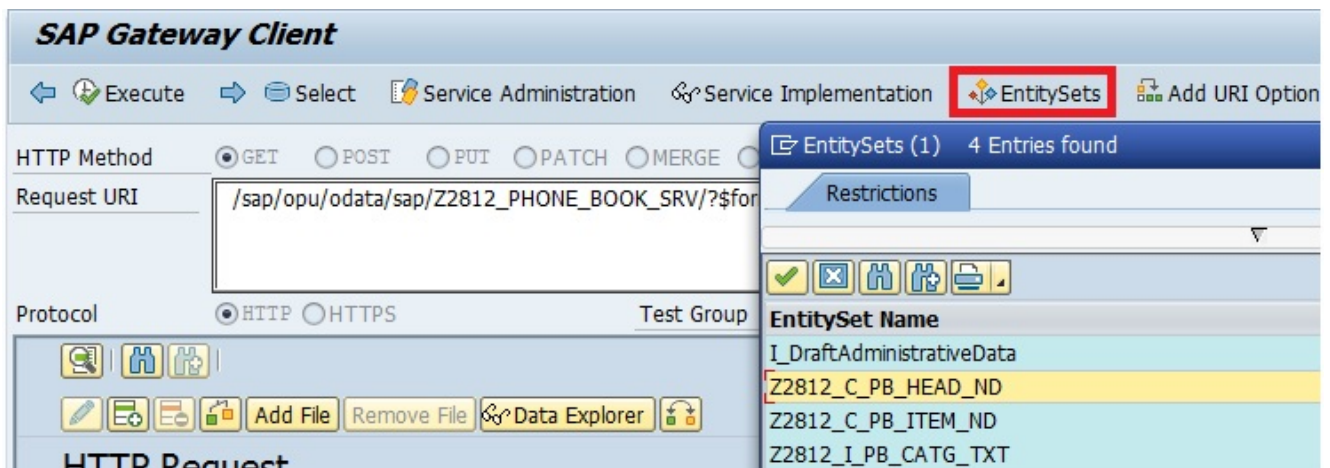 SAP Gateway Client
Execute Select Service Administration Service Implementation EntitySets Add URI Option
HTTP Method GET POST PUT PATCH MERGE
Request URI /sap/opu/odata/sap/Z2812_PHONE_BOOK_SRV/?$for
Protocol HTTP HTTPS Test Group
Add File Remove File Data Explorer
HTTP Request
EntitySets (1) 4 Entries found
Restrictions
EntitySet Name
I_DraftAdministrativeData
Z2812_C_PB_HEAD_ND
Z2812_C_PB_ITEM_ND
Z2812_I_PB_CATG_TXT